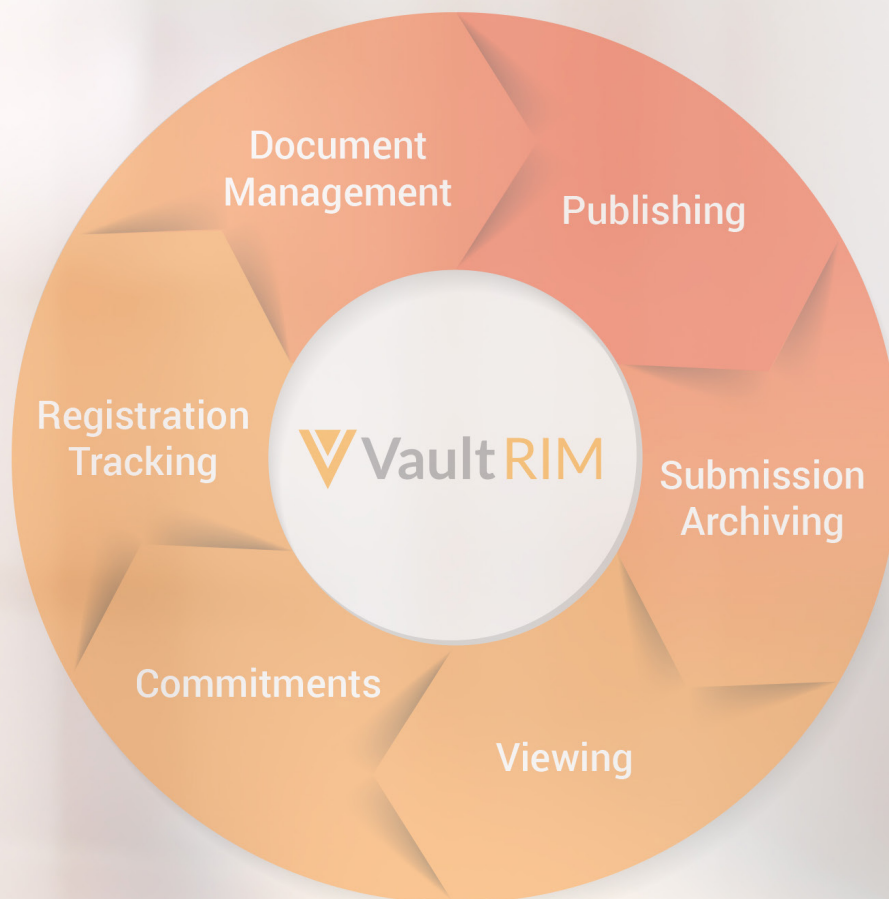 Document
Management
Publishing
Registration
Tracking
Vault RIM
Submission
Archiving
Commitments
Viewing